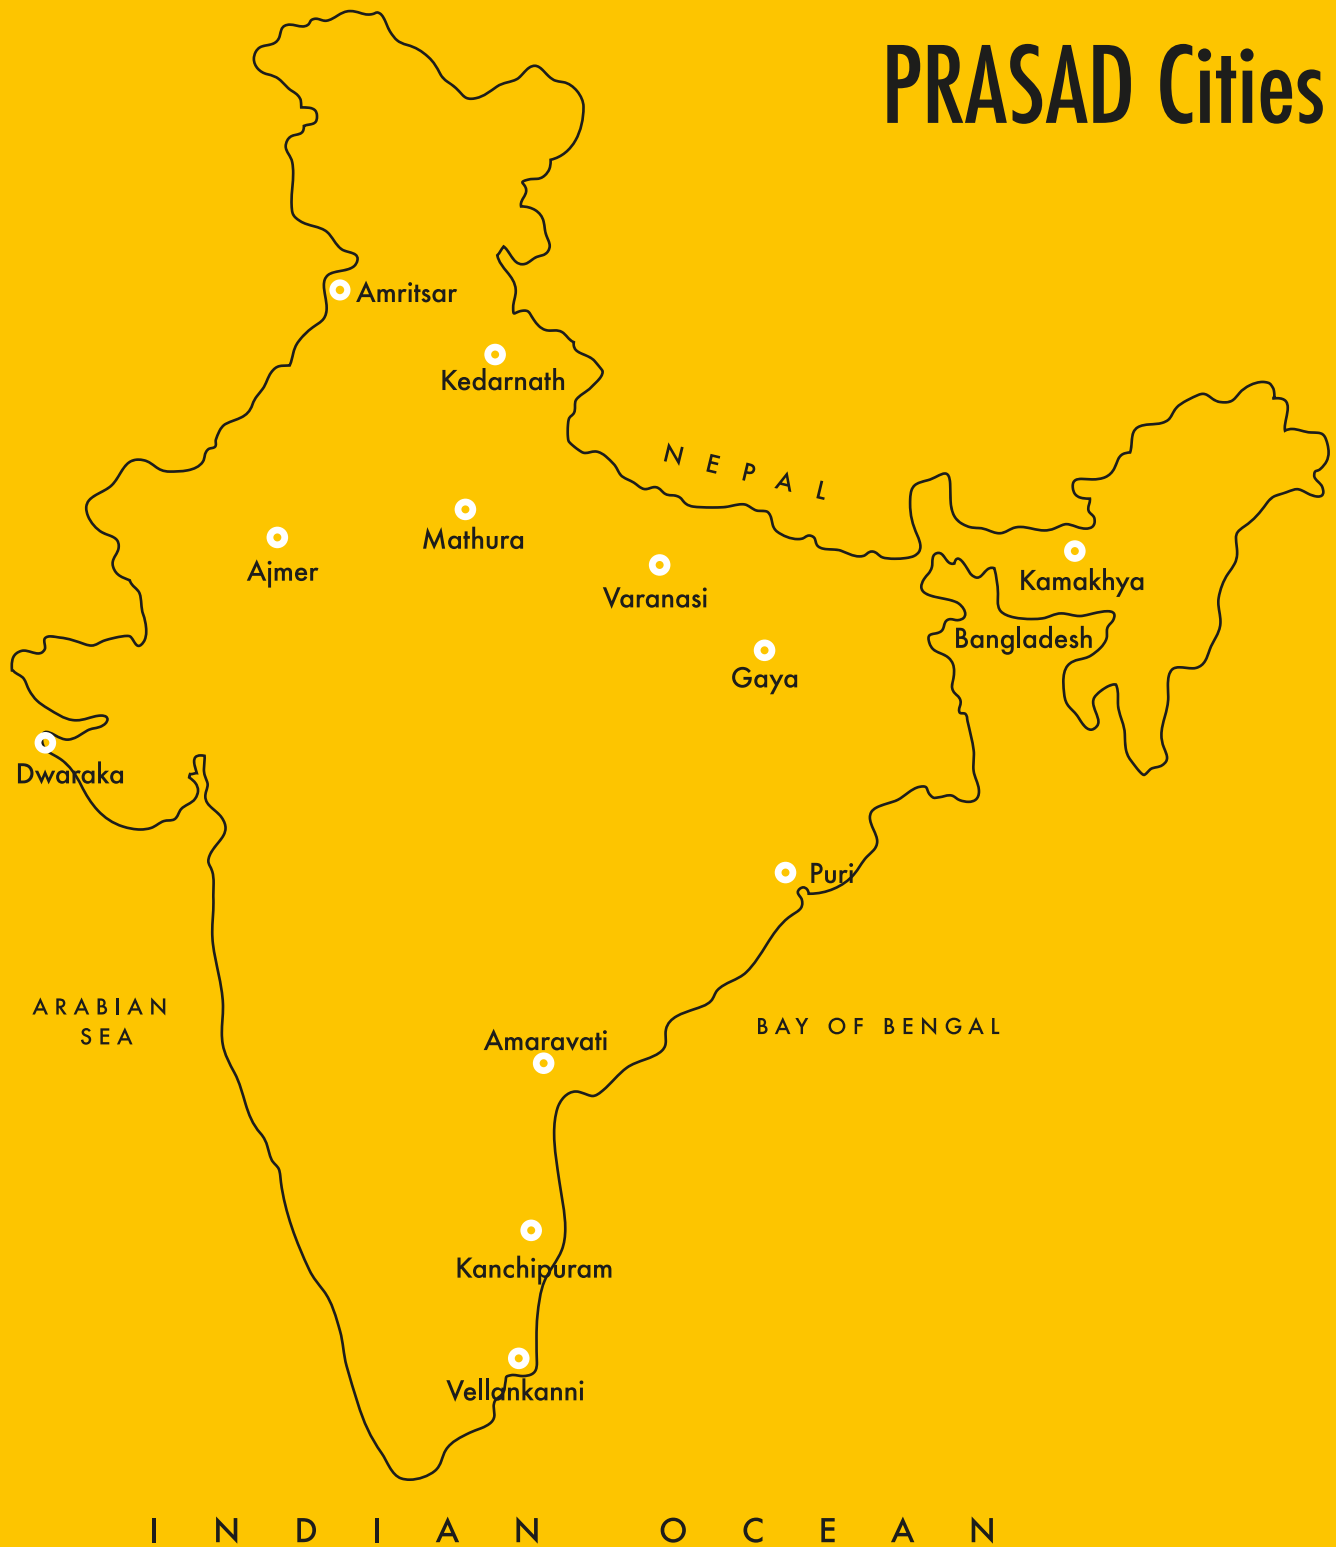 PRASAD Cities
Amritsar
Kedarnath
NEPAL
Mathura
Ajmer
Varanasi
Kamakhya
Bangladesh
Gaya
Dwaraka
Puri
ARABIAN
SEA
BAY OF BENGAL
Amaravati
Kanchipuram
Vellankanni
INDIAN OCEAN